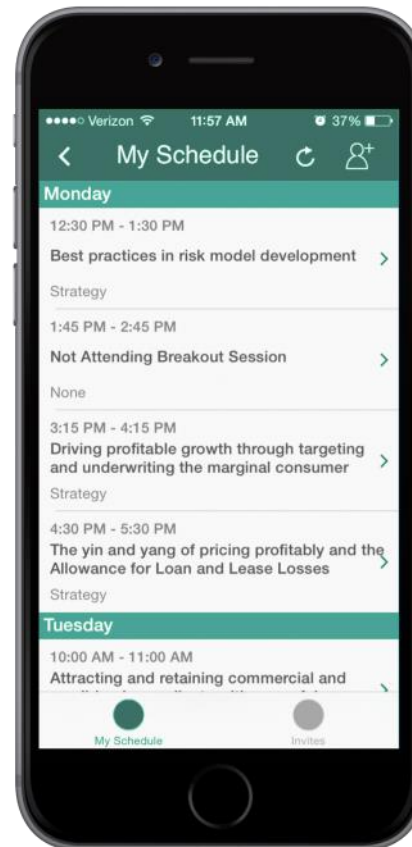 Verizon 11:57 AM 37%
My Schedule
Monday
12:30 PM - 1:30 PM
Best practices in risk model development
Strategy
1:45 PM - 2:45 PM
Not Attending Breakout Session
None
3:15 PM - 4:15 PM
Driving profitable growth through targeting
and underwriting the marginal consumer
Strategy
4:30 PM - 5:30 PM
The yin and yang of pricing profitably and the
Allowance for Loan and Lease Losses
Strategy
Tuesday
10:00 AM - 11:00 AM
Attracting and retaining commercial and
My Schedule Invites